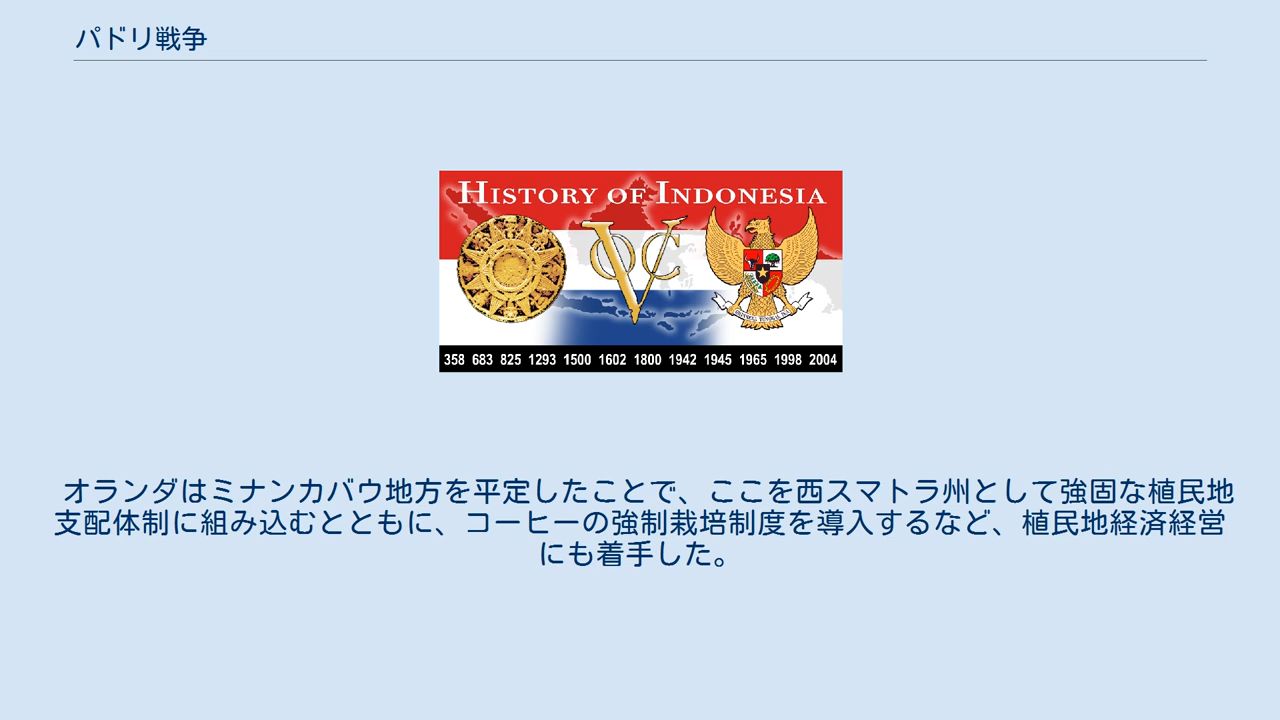 パドリ戦争
HISTORY OF INDONESIA
VOC
358 683 825 1293 1500 1602 1800 1942 1945 1965 1998 2004
オランダはミナンカバウ地方を平定したことで、ここを西スマトラ州として強固な植民地
支配体制に組み込むとともに、コーヒーの強制栽培制度を導入するなど、植民地経済経営
にも着手した。